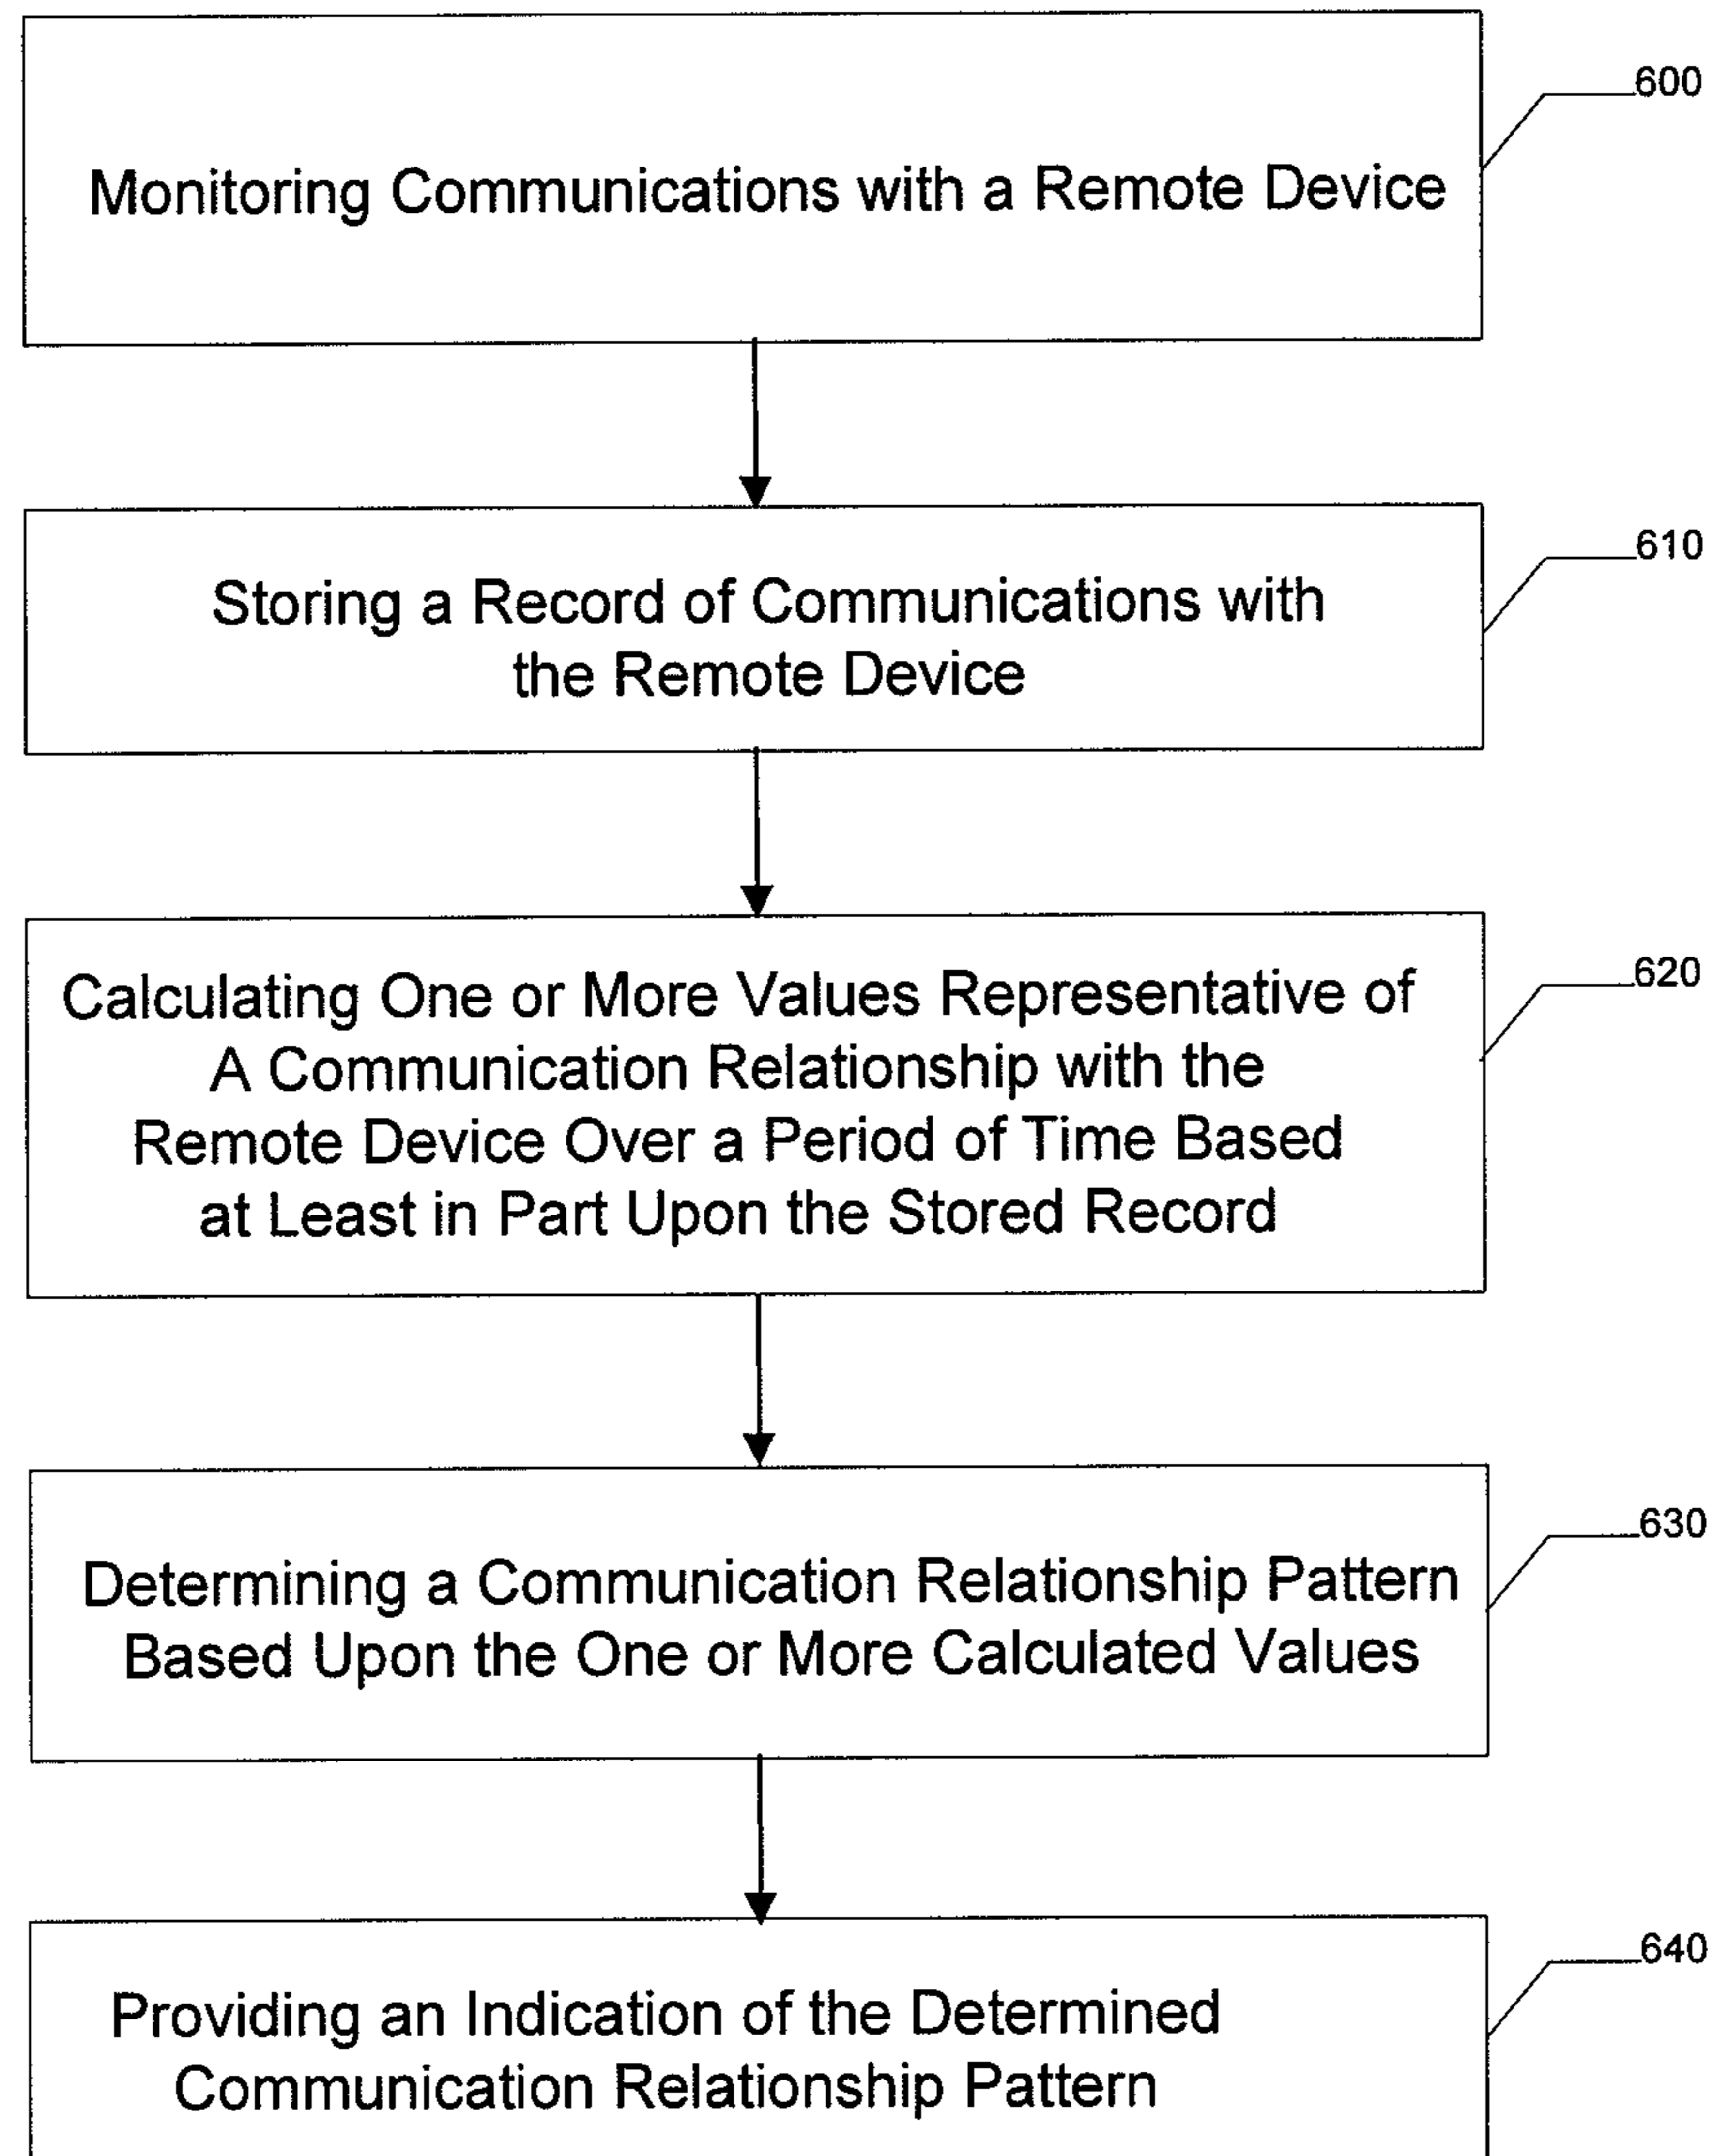 600
Monitoring Communications with a Remote Device
610
Storing a Record of Communications with
the Remote Device
620
Calculating One or More Values Representative of
A Communication Relationship with the
Remote Device Over a Period of Time Based
at Least in Part Upon the Stored Record
630
Determining a Communication Relationship Pattern
Based Upon the One or More Calculated Values
640
Providing an Indication of the Determined
Communication Relationship Pattern